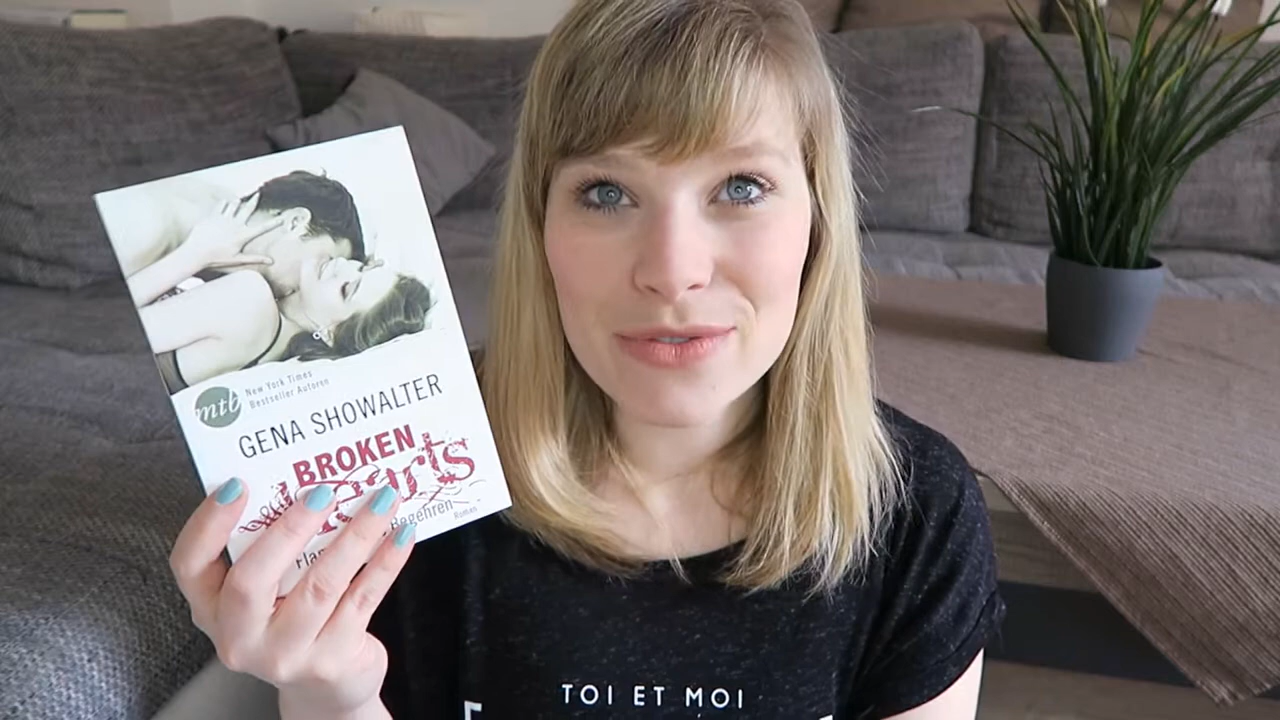 mtb
New York Times
Bestseller Autoren
GENA SHOWALTER
BROKEN
Begehren
Roman
TOI ET MOI